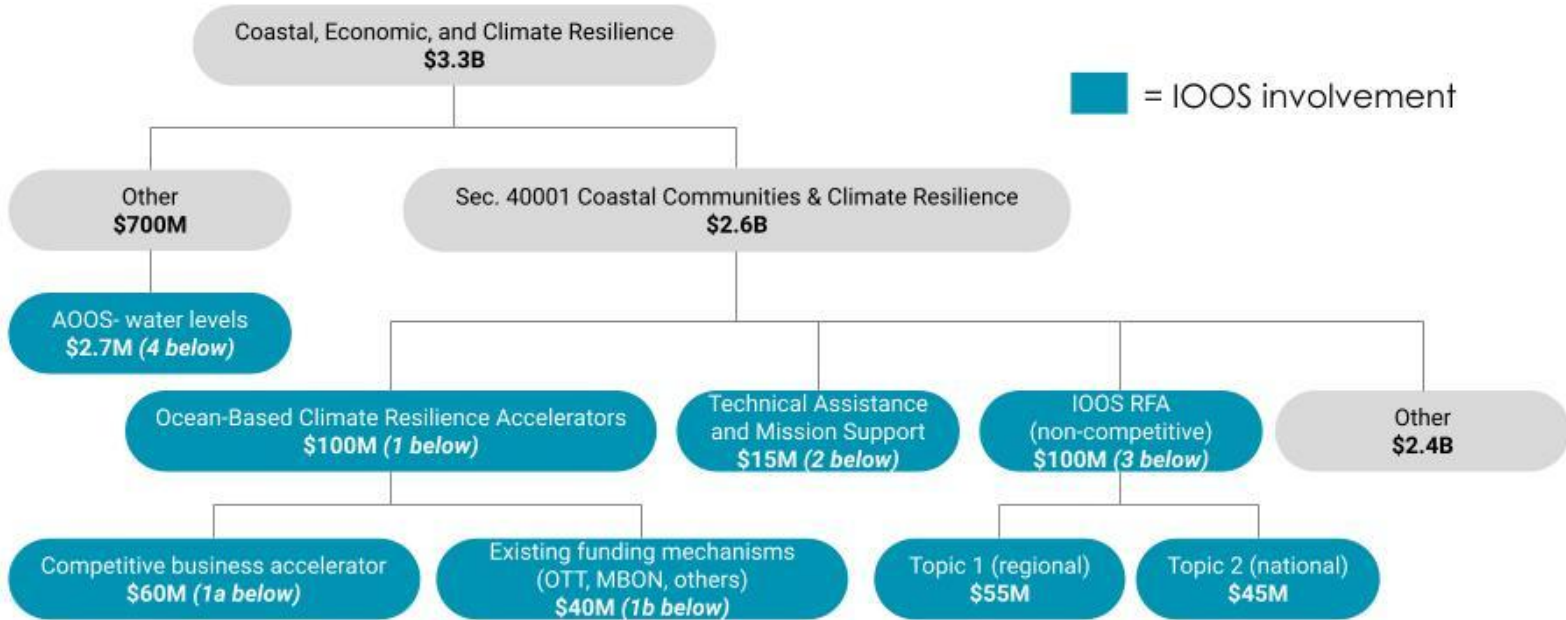 Coastal, Economic, and Climate Resilience
$3.3B
= IOOS involvement
Other
$700M
Sec. 40001 Coastal Communities & Climate Resilience
$2.6B
AOOS- water levels
$2.7M (4 below)
Ocean-Based Climate Resilience Accelerators
$100M (1 below)
Technical Assistance
and Mission Support
$15M (2 below)
IOOS RFA
(non-competitive)
$100M (3 below)
Other
$2.4B
Competitive business accelerator
$60M (1a below)
Existing funding mechanisms
(OTT, MBON, others)
$40M (1b below)
Topic 1 (regional)
$55M
Topic 2 (national)
$45M